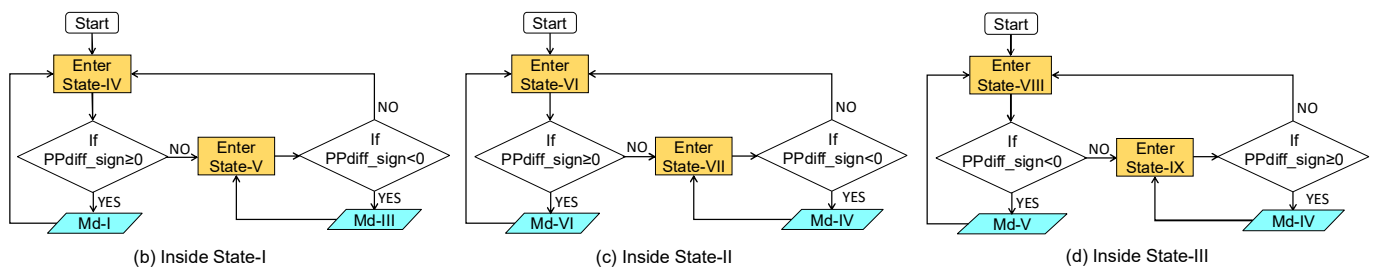 Start
Enter
State-IV
If
PPdiff_sign≥0
NO
YES
Md-I
Enter
State-V
If
PPdiff_sign<0
NO
YES
Md-III
(b) Inside State-I
Start
Enter
State-VI
If
PPdiff_sign≥0
NO
YES
Md-VI
Enter
State-VII
If
PPdiff_sign<0
NO
YES
Md-IV
(c) Inside State-II
Start
Enter
State-VIII
If
PPdiff_sign<0
NO
YES
Md-V
Enter
State-IX
If
PPdiff_sign≥0
NO
YES
Md-IV
(d) Inside State-III